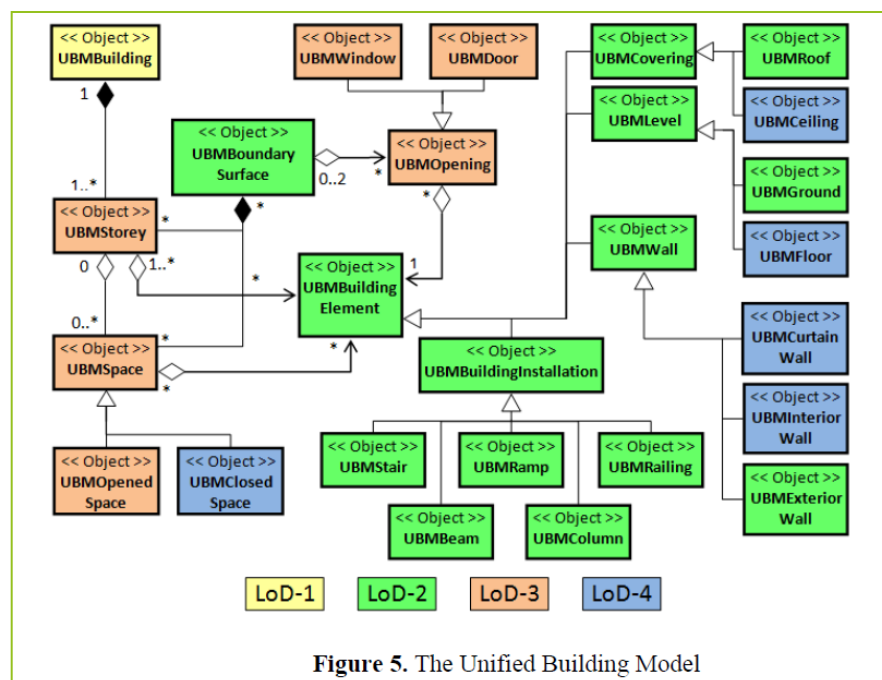 << Object >>
UBMBuilding
1
1..*
<< Object >>
UBMWindow
<< Object >>
UBMDoor
<< Object >>
UBMCovering
<< Object >>
UBMRoof
<< Object >>
UBMCeiling
<< Object >>
UBMLevel
<< Object >>
UBMGround
<< Object >>
UBMFloor
<< Object >>
UBMBoundary
Surface
0..2
*
*
<< Object >>
UBMOpening
*
1
<< Object >>
UBMStorey
*
0
1..*
*
0..*
<< Object >>
UBMBuilding
Element
*
<< Object >>
UBMWall
<< Object >>
UBMCurtain
Wall
<< Object >>
UBMInterior
Wall
<< Object >>
UBMExterior
Wall
<< Object >>
UBMSpace
*
*
<< Object >>
UBMOpened
Space
<< Object >>
UBMClosed
Space
<< Object >>
UBMBuildingInstallation
<< Object >>
UBMStair
<< Object >>
UBMRamp
<< Object >>
UBMRailing
<< Object >>
UBMBeam
<< Object >>
UBMColumn
LoD-1
LoD-2
LoD-3
LoD-4
Figure 5. The Unified Building Model